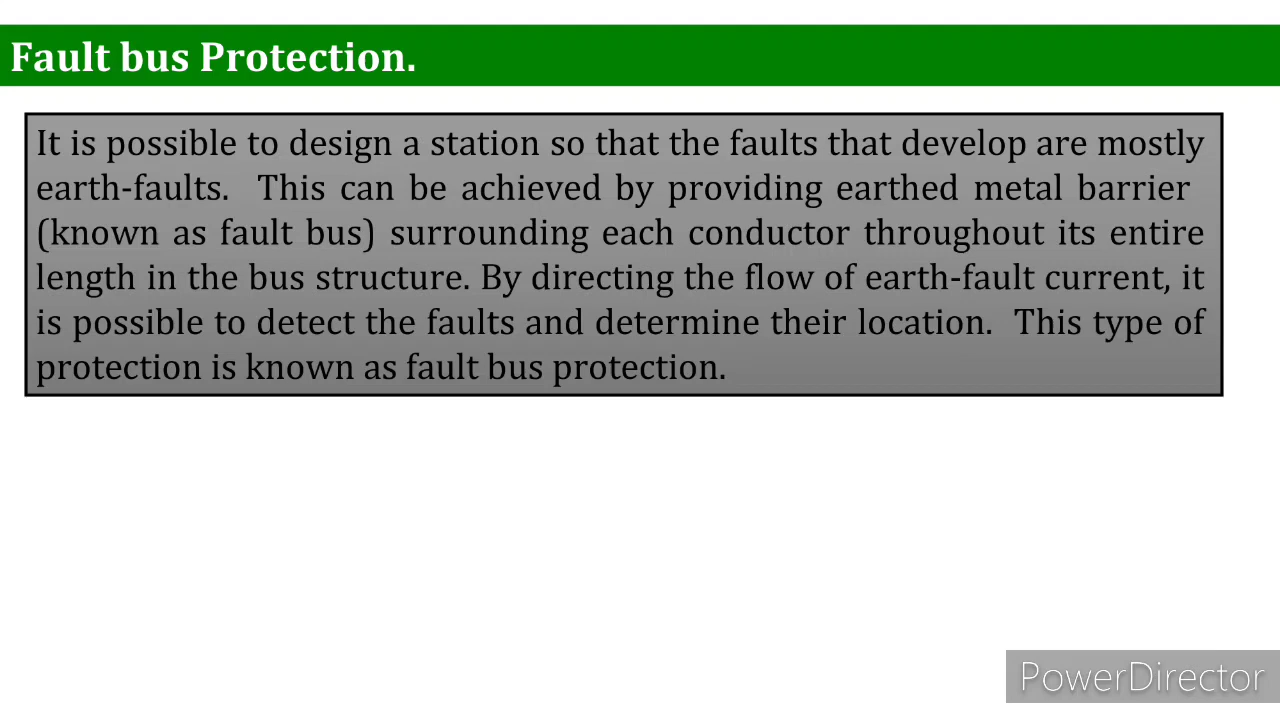 Fault bus Protection.
It is possible to design a station so that the faults that develop are mostly
earth-faults. This can be achieved by providing earthed metal barrier
(known as fault bus) surrounding each conductor throughout its entire
length in the bus structure. By directing the flow of earth-fault current, it
is possible to detect the faults and determine their location. This type of
protection is known as fault bus protection.
PowerDirector